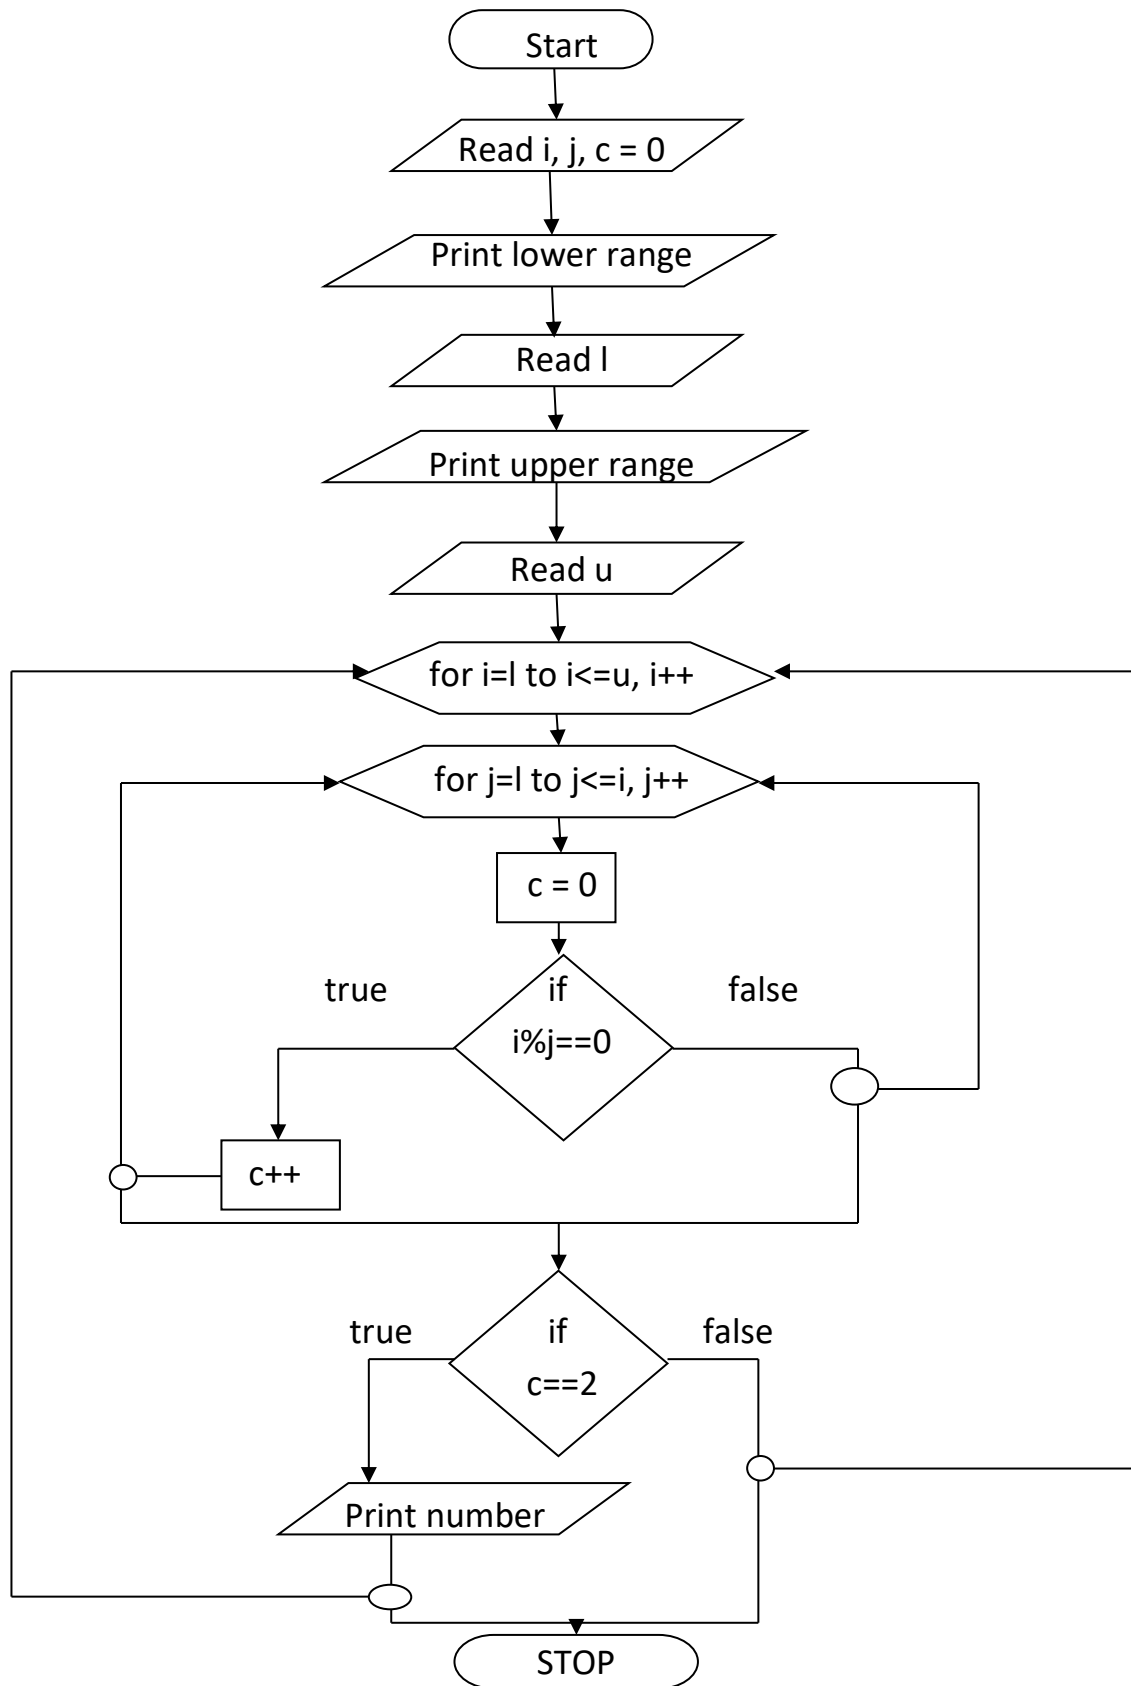 Start
Read i, j, c = 0
Print lower range
Read l
Print upper range
Read u
for i=l to i<=u, i++
for j=l to j<=i, j++
c = 0
true
if
false
i%j==0
c++
true
if
false
c==2
Print number
STOP